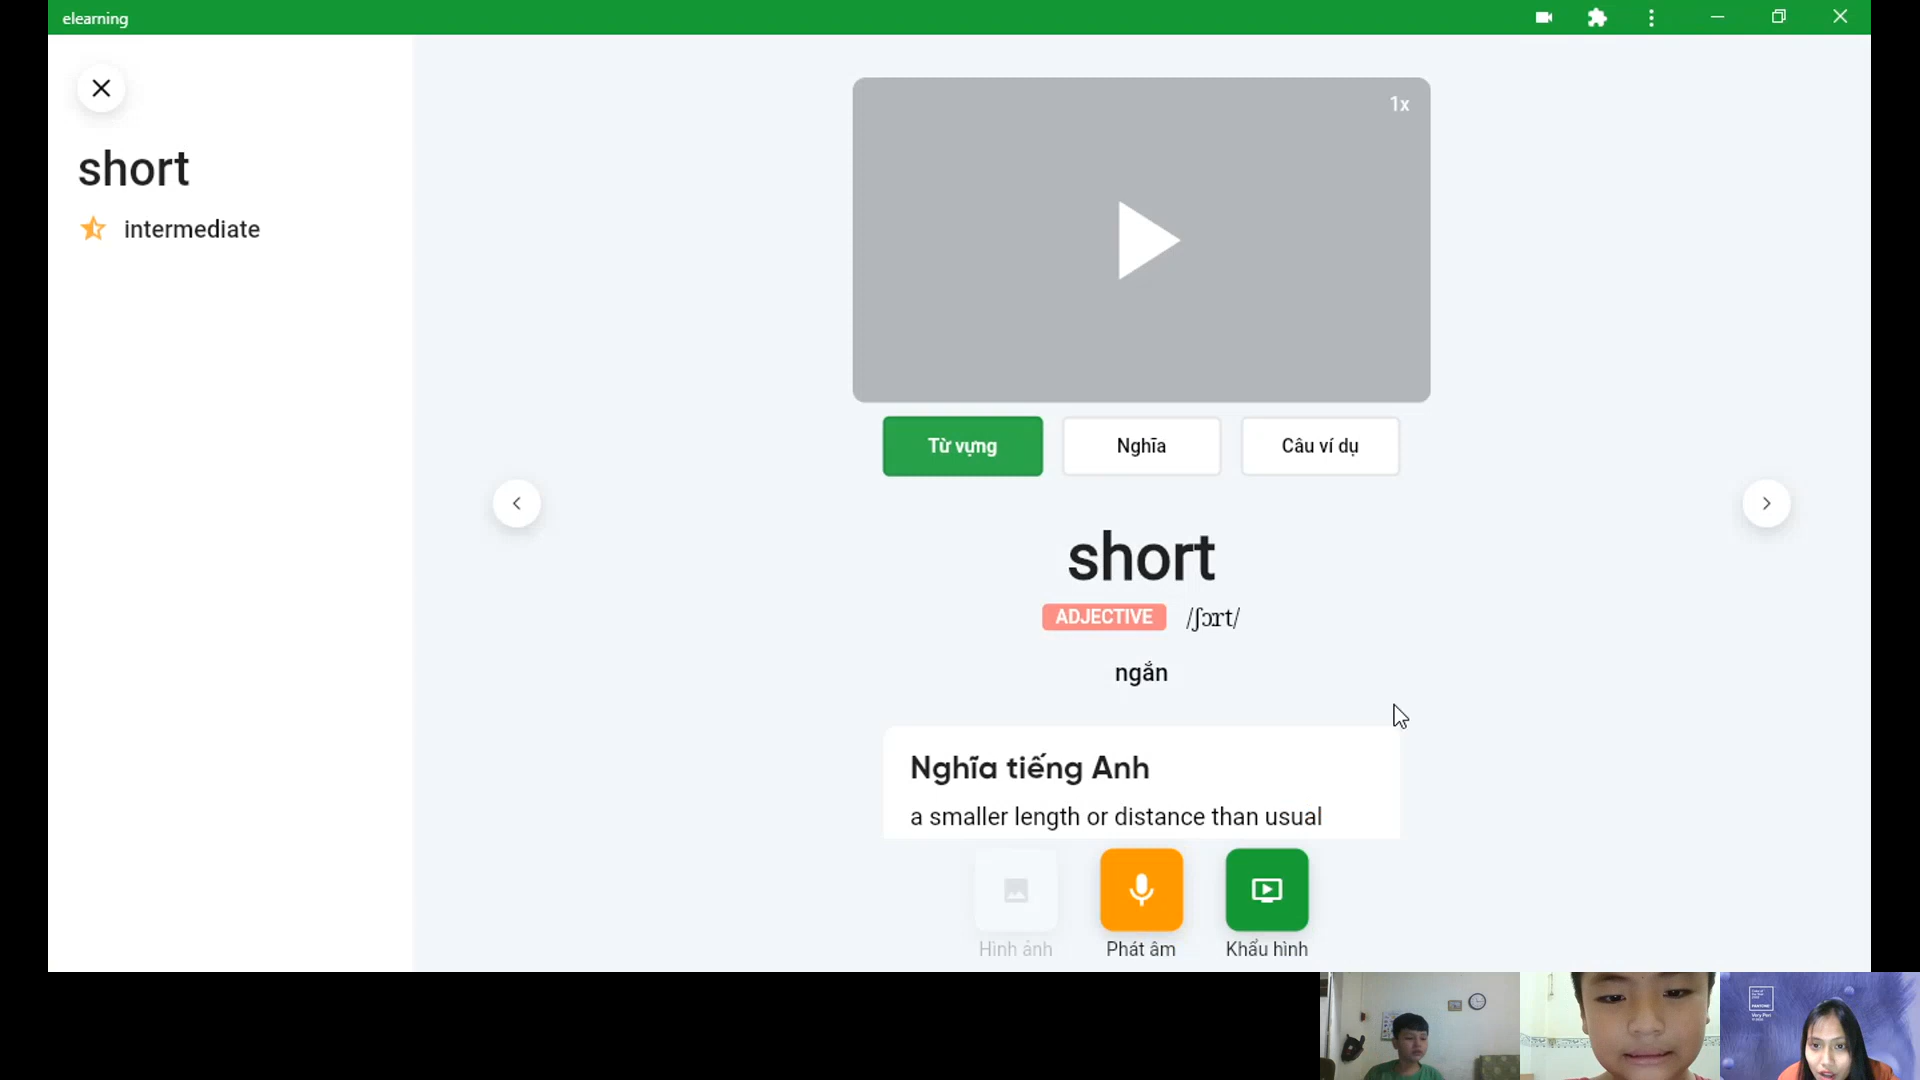 elearning
short
intermediate
1x
Từ vựng
Nghĩa
Câu ví dụ
short
ADJECTIVE /ʃɔrt/
ngắn
Nghĩa tiếng Anh
a smaller length or distance than usual
Hình ảnh
Phát âm
Khẩu hình